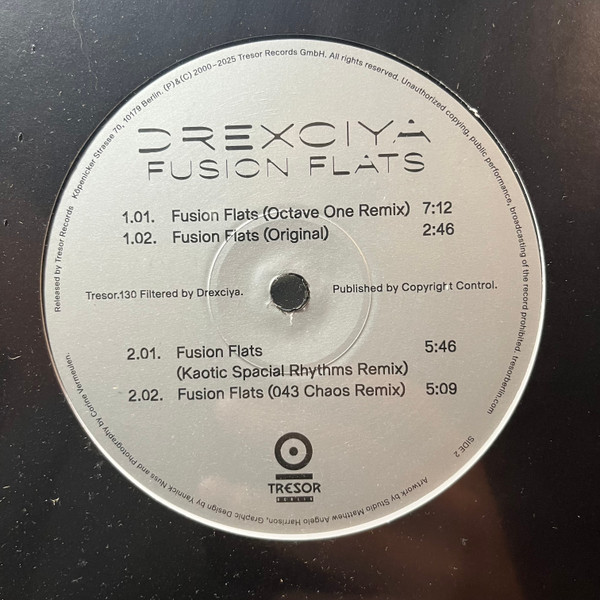 Released by Tresor Records Köpenicker Strasse 70, 10179 Berlin. (P)&(C) 2000–2025 Tresor Records GmbH. All rights reserved. Unauthorized copying, public performance, broadcasting of the record prohibited. tresorberlin.com.
DREXCIYA
FUSION FLATS
1.01. Fusion Flats (Octave One Remix) 7:12
1.02. Fusion Flats (Original) 2:46
Tresor.130 Filtered by Drexciya. Published by Copyright Control.
2.01. Fusion Flats 5:46
(Kaotic Spacial Rhythms Remix)
2.02. Fusion Flats (043 Chaos Remix) 5:09
SIDE 2
TRESOR
BERLIN
Artwork by Studio Matthew Angelo Harrison, Graphic Design by Yannick Nuss and Photography by Corine Vermeulen.